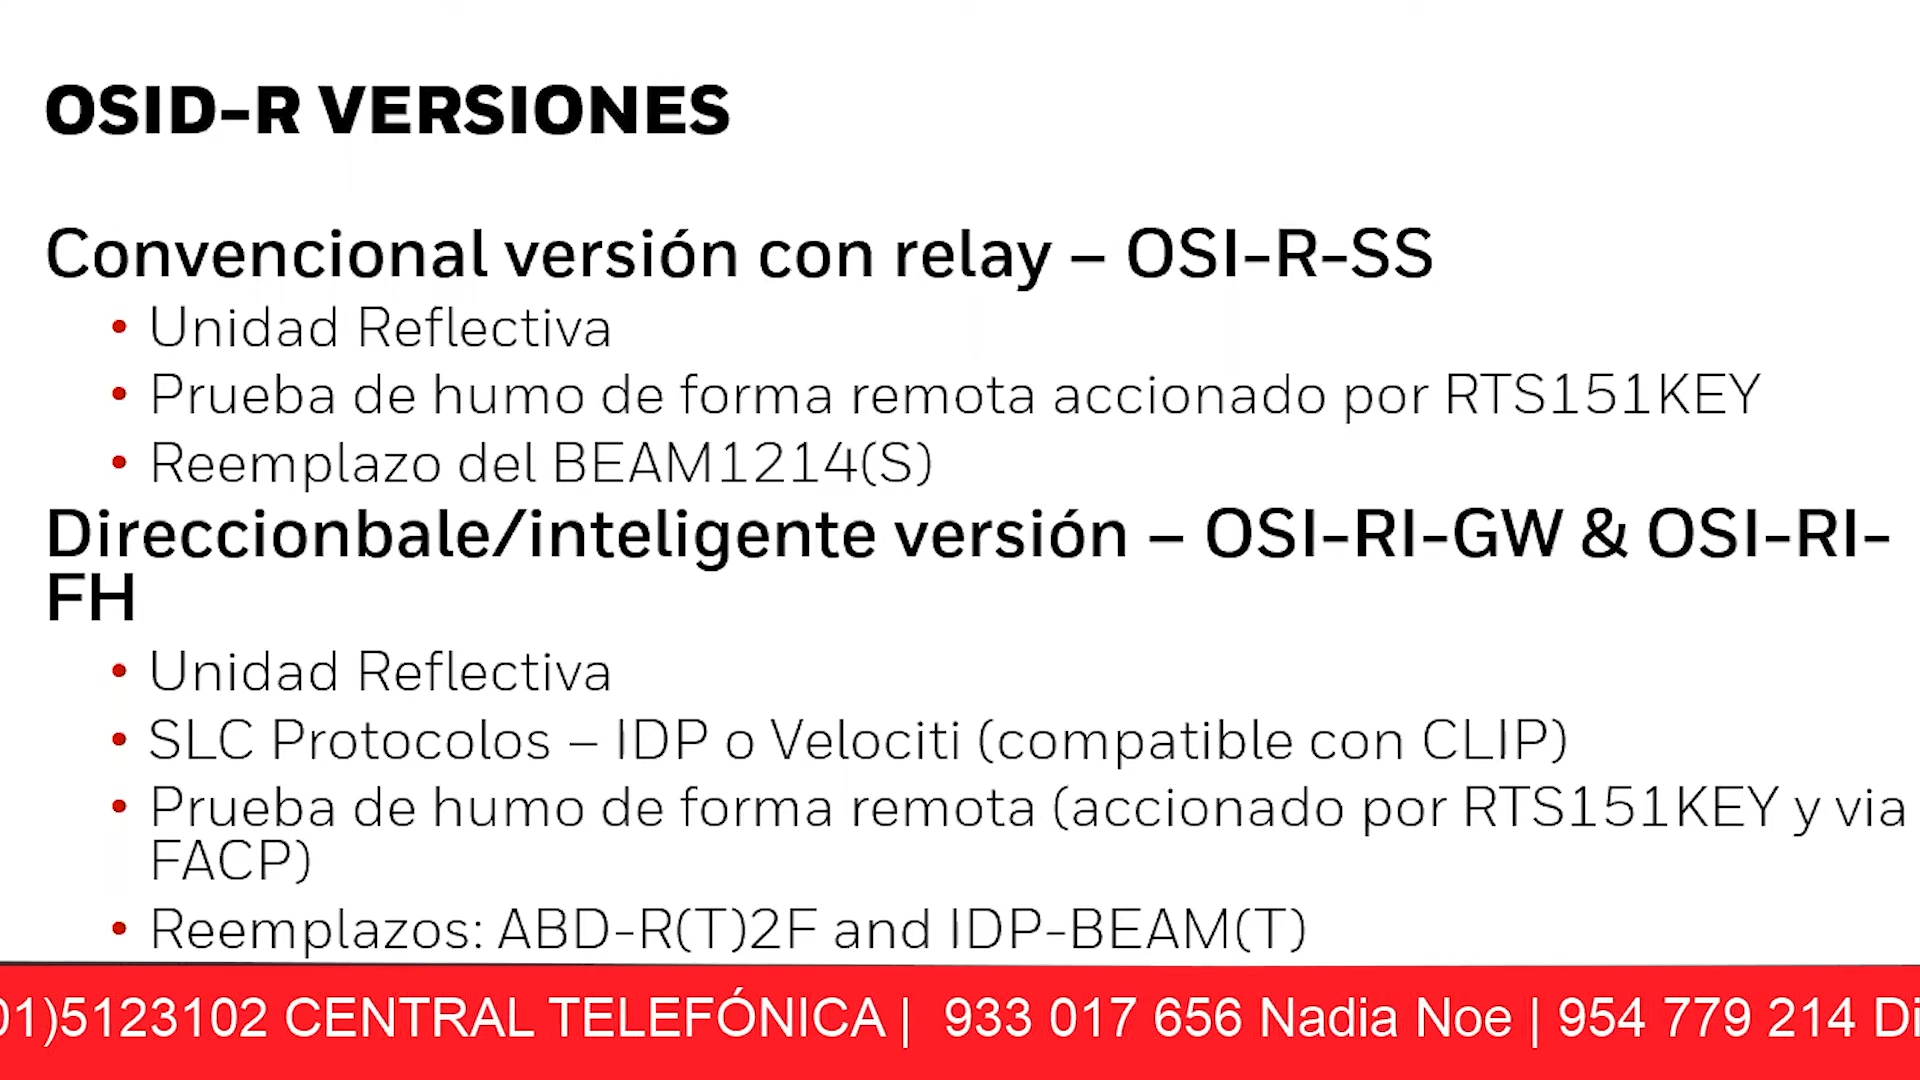 OSID-R VERSIONES
Convencional versión con relay – OSI-R-SS
• Unidad Reflectiva
• Prueba de humo de forma remota accionado por RTS151KEY
• Reemplazo del BEAM1214(S)
Direccionbale/inteligente versión – OSI-RI-GW & OSI-RI-
FH
• Unidad Reflectiva
• SLC Protocolos – IDP o Velociti (compatible con CLIP)
• Prueba de humo de forma remota (accionado por RTS151KEY y via
FACP)
• Reemplazos: ABD-R(T)2F and IDP-BEAM(T)
01)5123102 CENTRAL TELEFÓNICA | 933 017 656 Nadia Noe | 954 779 214 Di